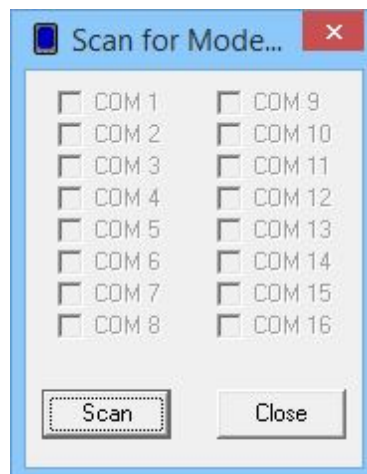 Scan for Mode...
COM 1
COM 2
COM 3
COM 4
COM 5
COM 6
COM 7
COM 8
COM 9
COM 10
COM 11
COM 12
COM 13
COM 14
COM 15
COM 16
Scan
Close